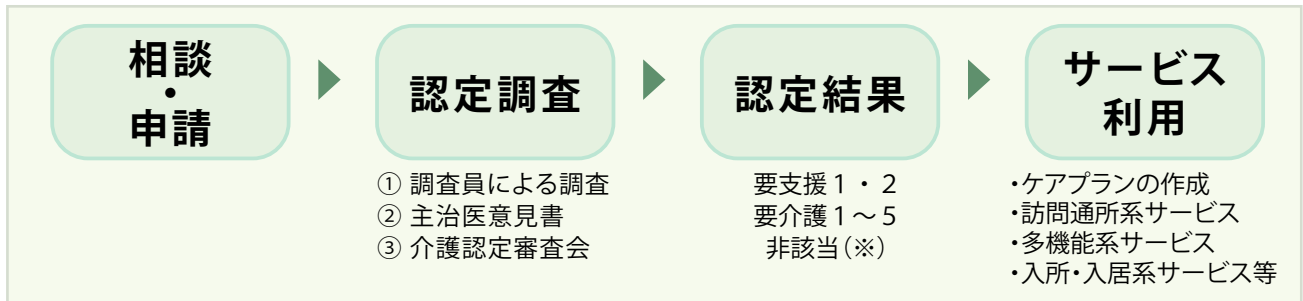 相談
・
申請
認定調査
① 調査員による調査
② 主治医意見書
③ 介護認定審査会
認定結果
要支援1・2
要介護1～5
非該当(※)
サービス
利用
・ケアプランの作成
・訪問通所系サービス
・多機能系サービス
・入所・入居系サービス等